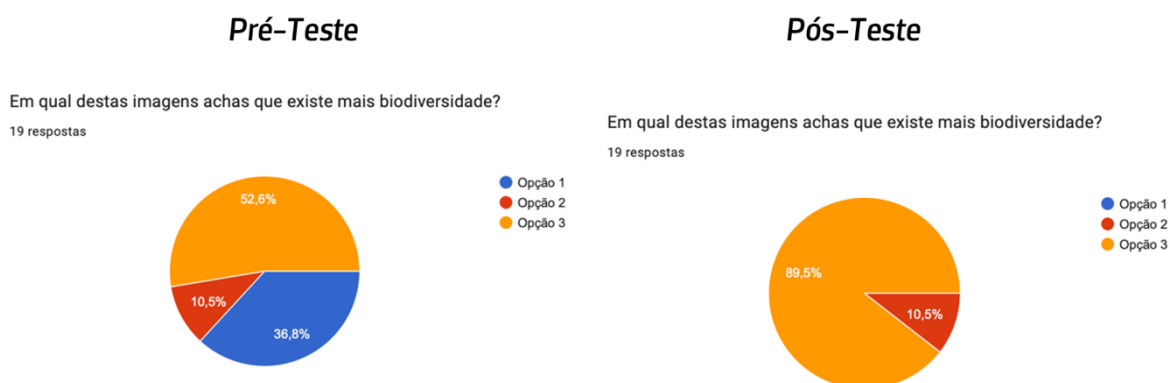 Pré-Teste
Em qual destas imagens achas que existe mais biodiversidade?
19 respostas
52,6%
10,5%
36,8%
Opção 1
Opção 2
Opção 3
Pós-Teste
Em qual destas imagens achas que existe mais biodiversidade?
19 respostas
89,5%
10,5%
Opção 1
Opção 2
Opção 3